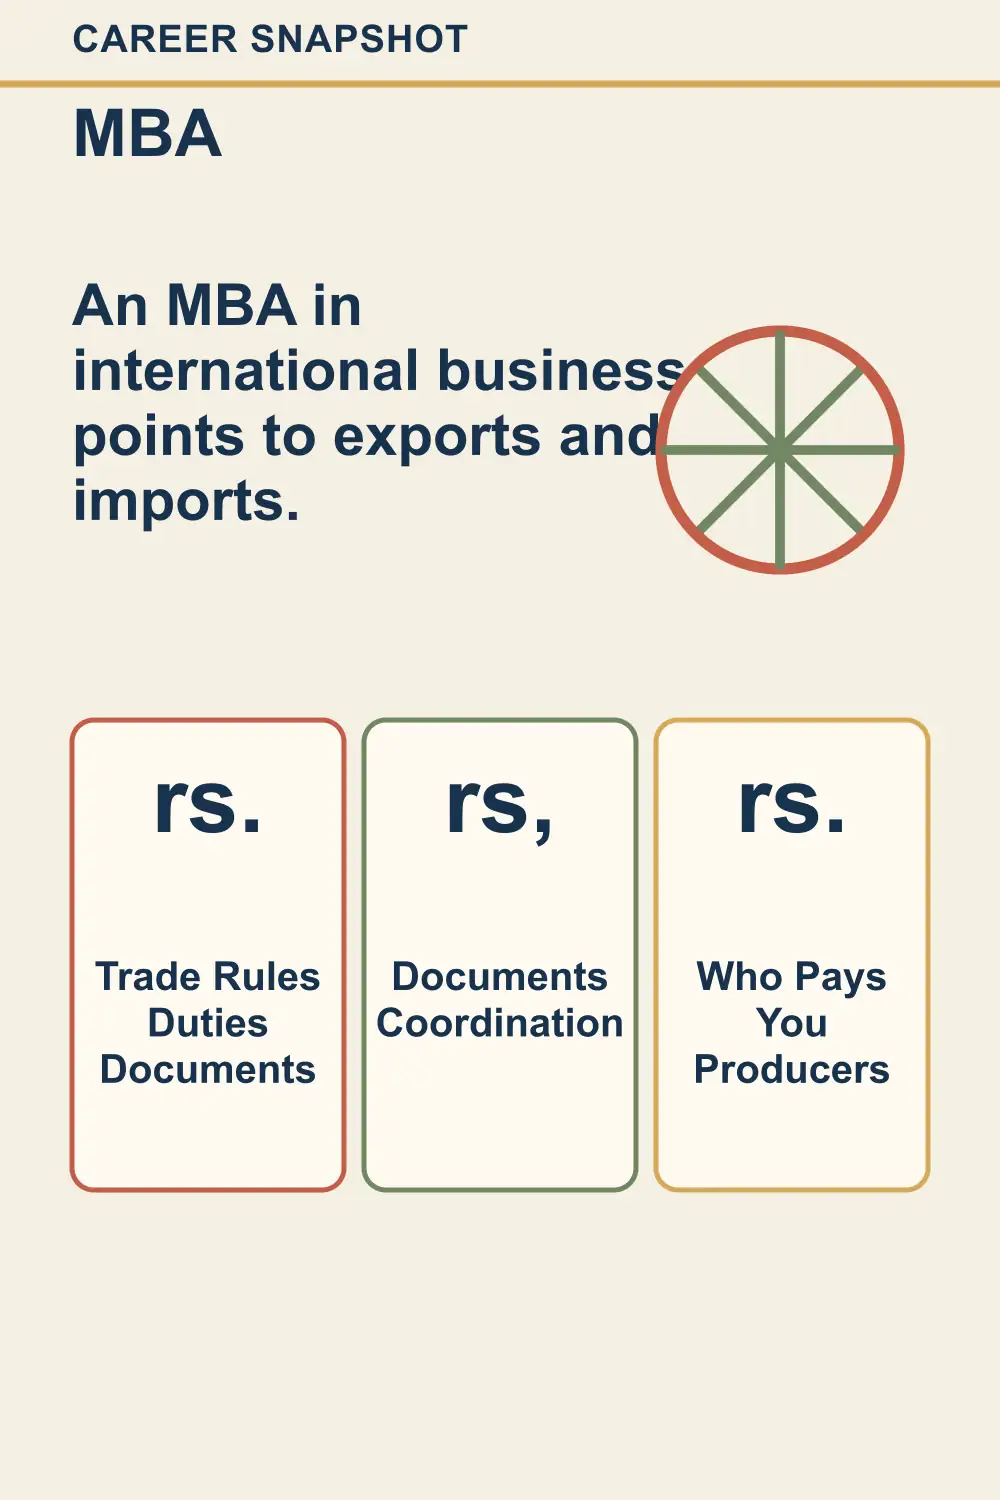 CAREER SNAPSHOT
MBA
An MBA in
international business
points to exports and
imports.
rs.
Trade Rules
Duties
Documents
rs,
Documents
Coordination
rs.
Who Pays
You
Producers